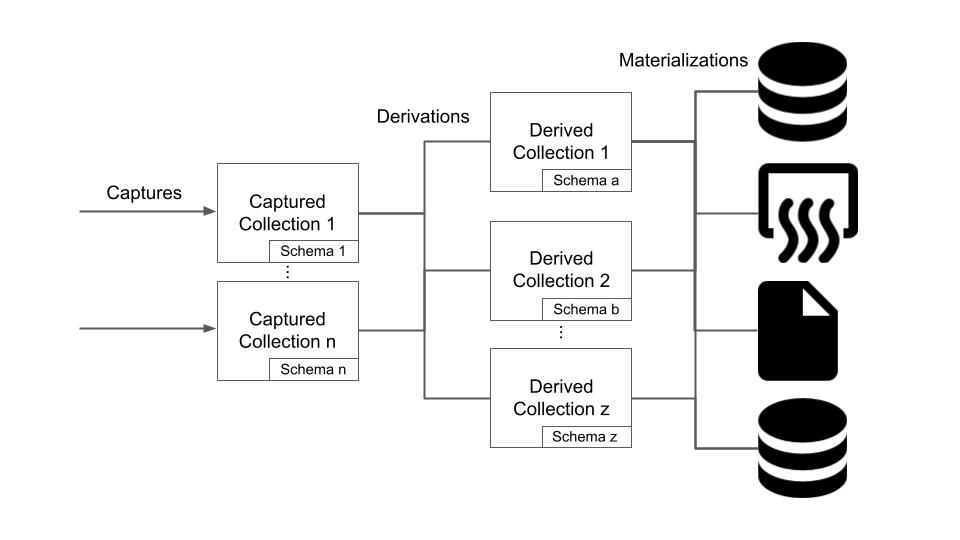 Captures
Captured
Collection 1
Schema 1
Captured
Collection n
Schema n
Derivations
Derived
Collection 1
Schema a
Derived
Collection 2
Schema b
Derived
Collection z
Schema z
Materializations